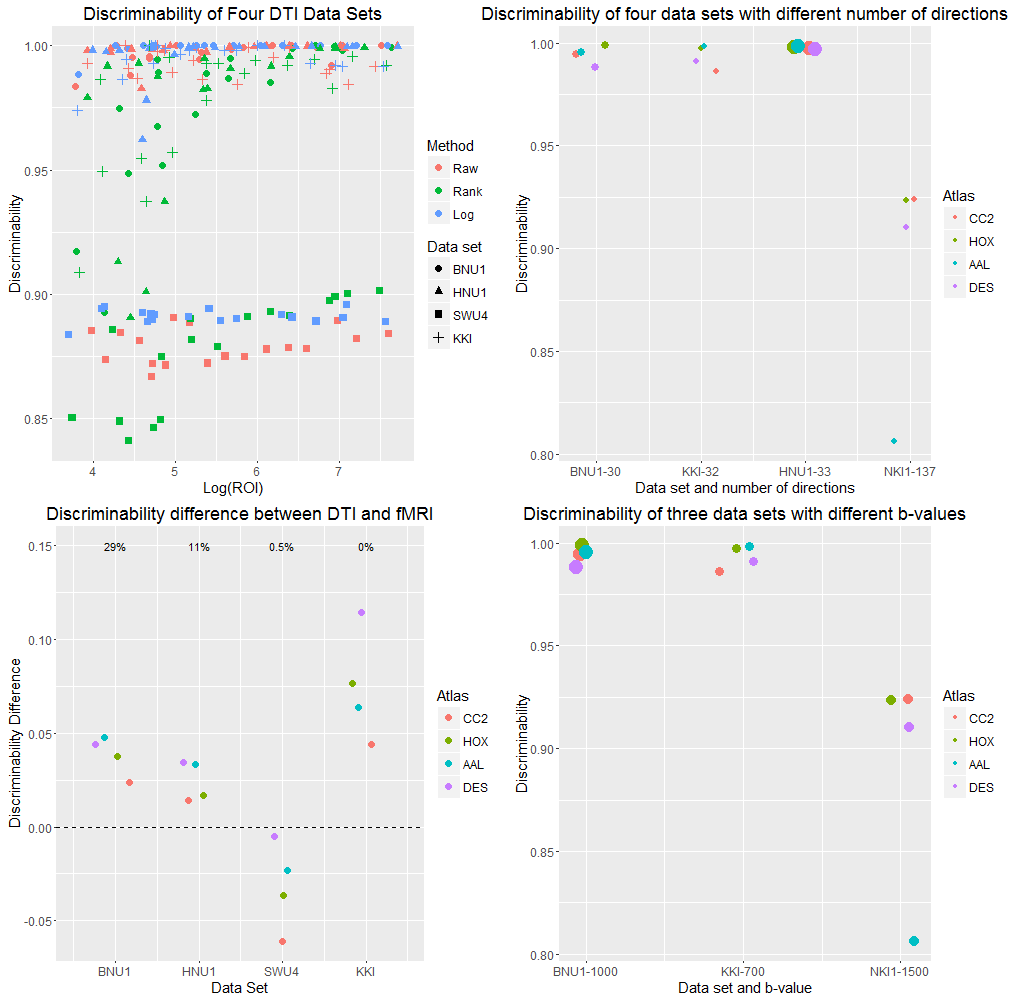 Discriminability of Four DTI Data Sets
1.00
0.95
0.90
0.85
Discriminability
4 5 6 7
Log(ROI)
Method
Raw
Rank
Log
Data set
BNU1
HNU1
SWU4
KKI
Discriminability of four data sets with different number of directions
1.00
0.95
0.90
0.85
0.80
Discriminability
BNU1-30 KKI-32 HNU1-33 NKI1-137
Data set and number of directions
Atlas
CC2
HOX
AAL
DES
Discriminability difference between DTI and fMRI
0.15
0.10
0.05
0.00
-0.05
Discriminability Difference
29% 11% 0.5% 0%
BNU1 HNU1 SWU4 KKI
Data Set
Atlas
CC2
HOX
AAL
DES
Discriminability of three data sets with different b-values
1.00
0.95
0.90
0.85
0.80
Discriminability
BNU1-1000 KKI-700 NKI1-1500
Data set and b-value
Atlas
CC2
HOX
AAL
DES